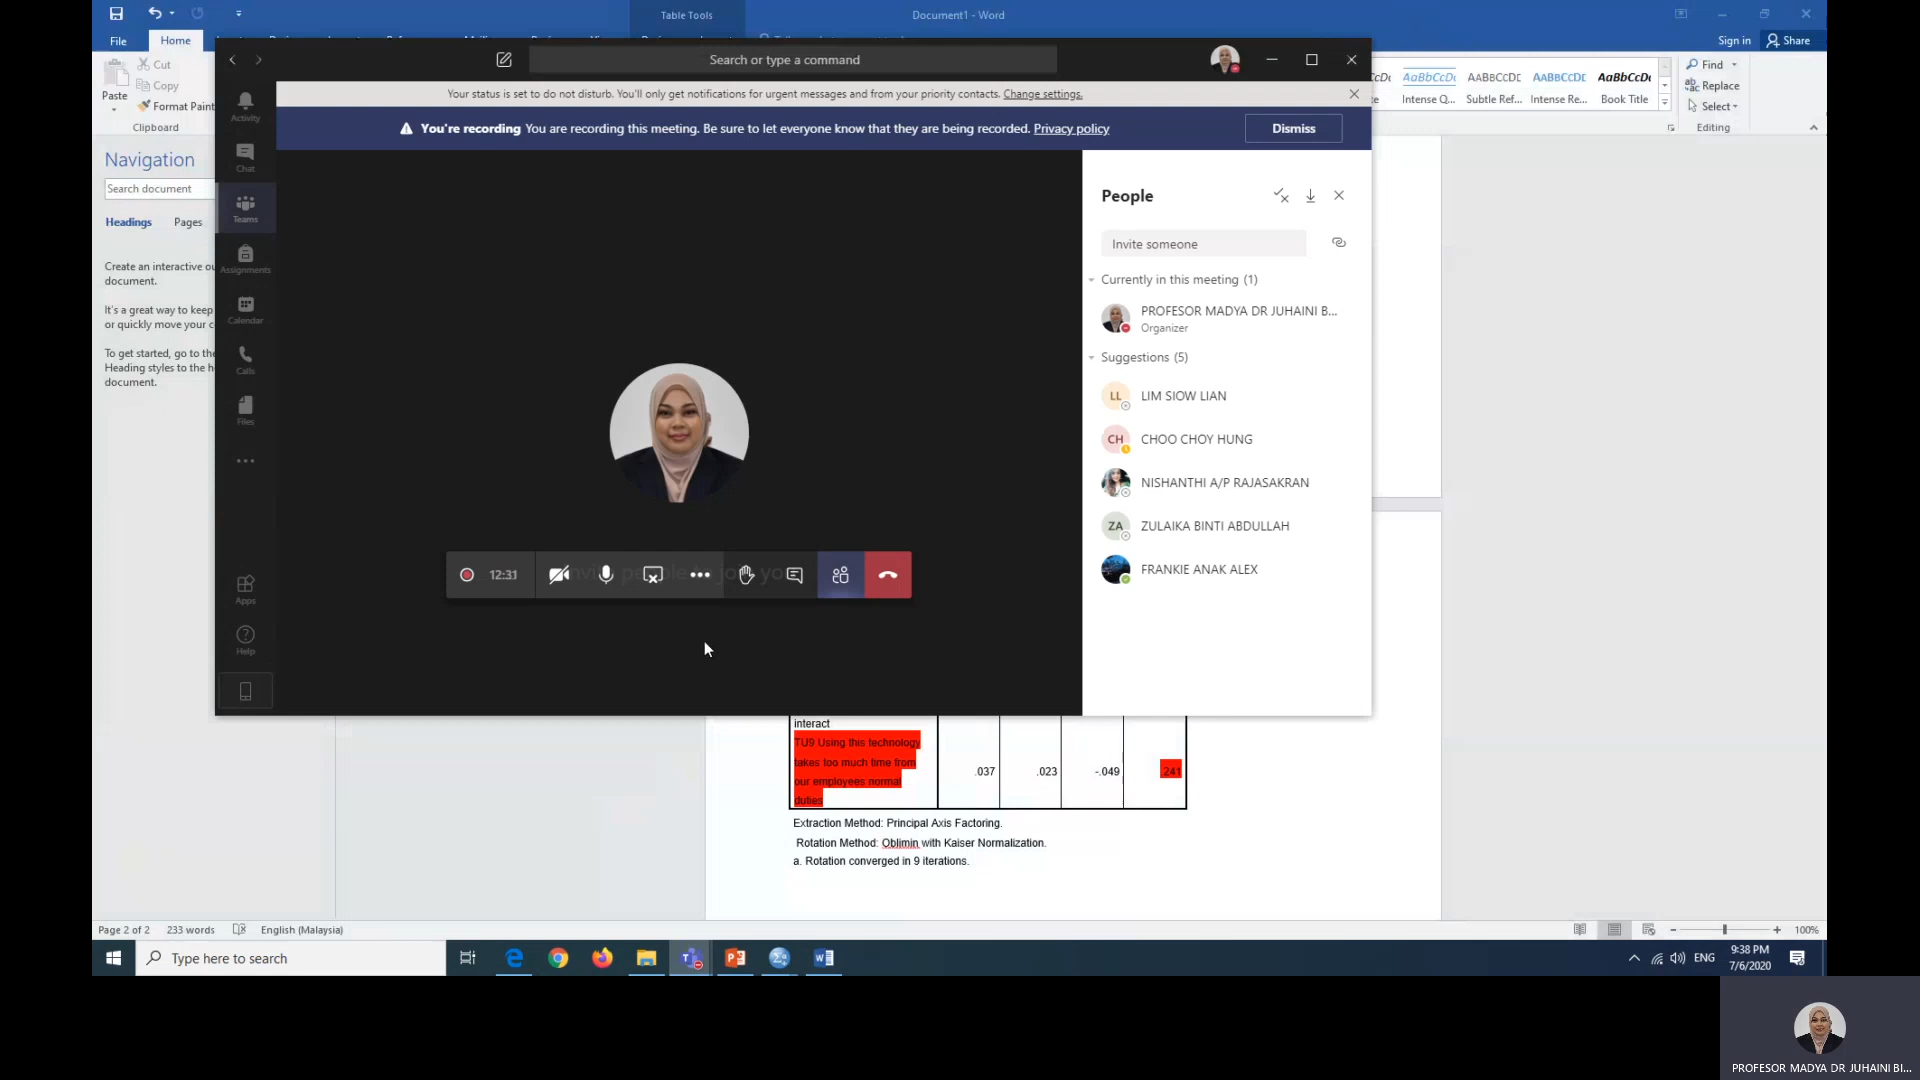 Table Tools
Document1 - Word
File
Home
Sign in
Share
Cut
Copy
Paste
Format Paint
Clipboard
Search or type a command
AaBbCcDc
AABBCCDD
AABBCCDD
AaBbCcDd
Intense Q...
Subtle Ref...
Intense Re...
Book Title
Find
Replace
Select
Editing
Your status is set to do not disturb. You'll only get notifications for urgent messages and from your priority contacts. Change settings.
You're recording You are recording this meeting. Be sure to let everyone know that they are being recorded. Privacy policy
Dismiss
Navigation
Search document
Headings
Pages
Create an interactive ou
document.
It's a great way to keep
or quickly move your c
To get started, go to the
Heading styles to the h
document.
Activity
Chat
Teams
Assignments
Calendar
Calls
Files
Apps
Help
People
Invite someone
Currently in this meeting (1)
PROFESOR MADYA DR JUHAINI B...
Organizer
Suggestions (5)
LL
LIM SIOW LIAN
CH
CHOO CHOY HUNG
NISHANTHI A/P RAJASAKRAN
ZA
ZULAIKA BINTI ABDULLAH
FRANKIE ANAK ALEX
12:31
interact
TU9 Using this technology
takes too much time from
our employees normal
duties
.037
.023
-.049
.241
Extraction Method: Principal Axis Factoring.
Rotation Method: Oblimin with Kaiser Normalization.
a. Rotation converged in 9 iterations.
Page 2 of 2
233 words
English (Malaysia)
100%
Type here to search
ENG
9:38 PM
7/6/2020
PROFESOR MADYA DR JUHAINI BI...